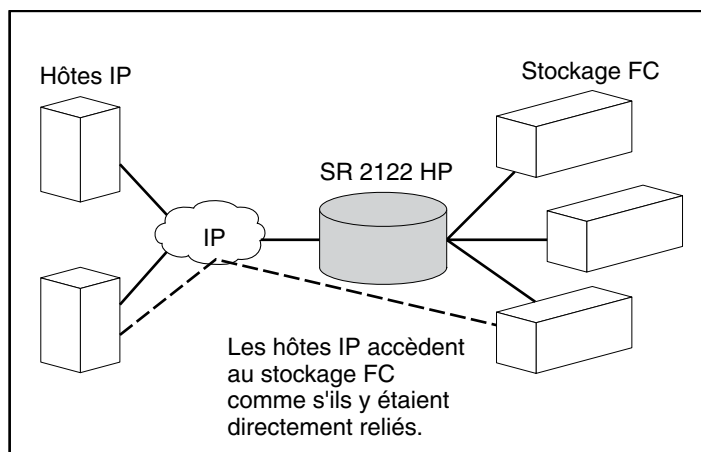 Hôtes IP
Stockage FC
SR 2122 HP
IP
Les hôtes IP accèdent
au stockage FC
comme s'ils y étaient
directement reliés.